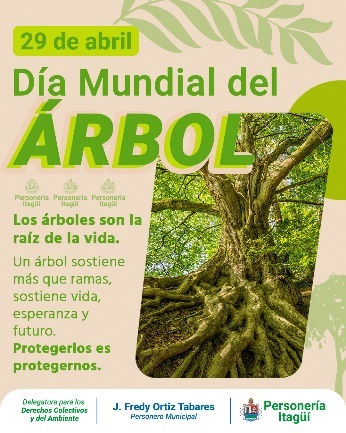 29 de abril
Día Mundial del
ÁRBOL
Personería Personería Personería
Itagüí Itagüí Itagüí
Los árboles son la
raíz de la vida.
Un árbol sostiene
más que ramas,
sostiene vida,
esperanza y
futuro.
Protegerlos es
protegernos.
Delegatura para los
Derechos Colectivos
y del Ambiente
J. Fredy Ortiz Tabares
Personero Municipal
Personería
Itagüí